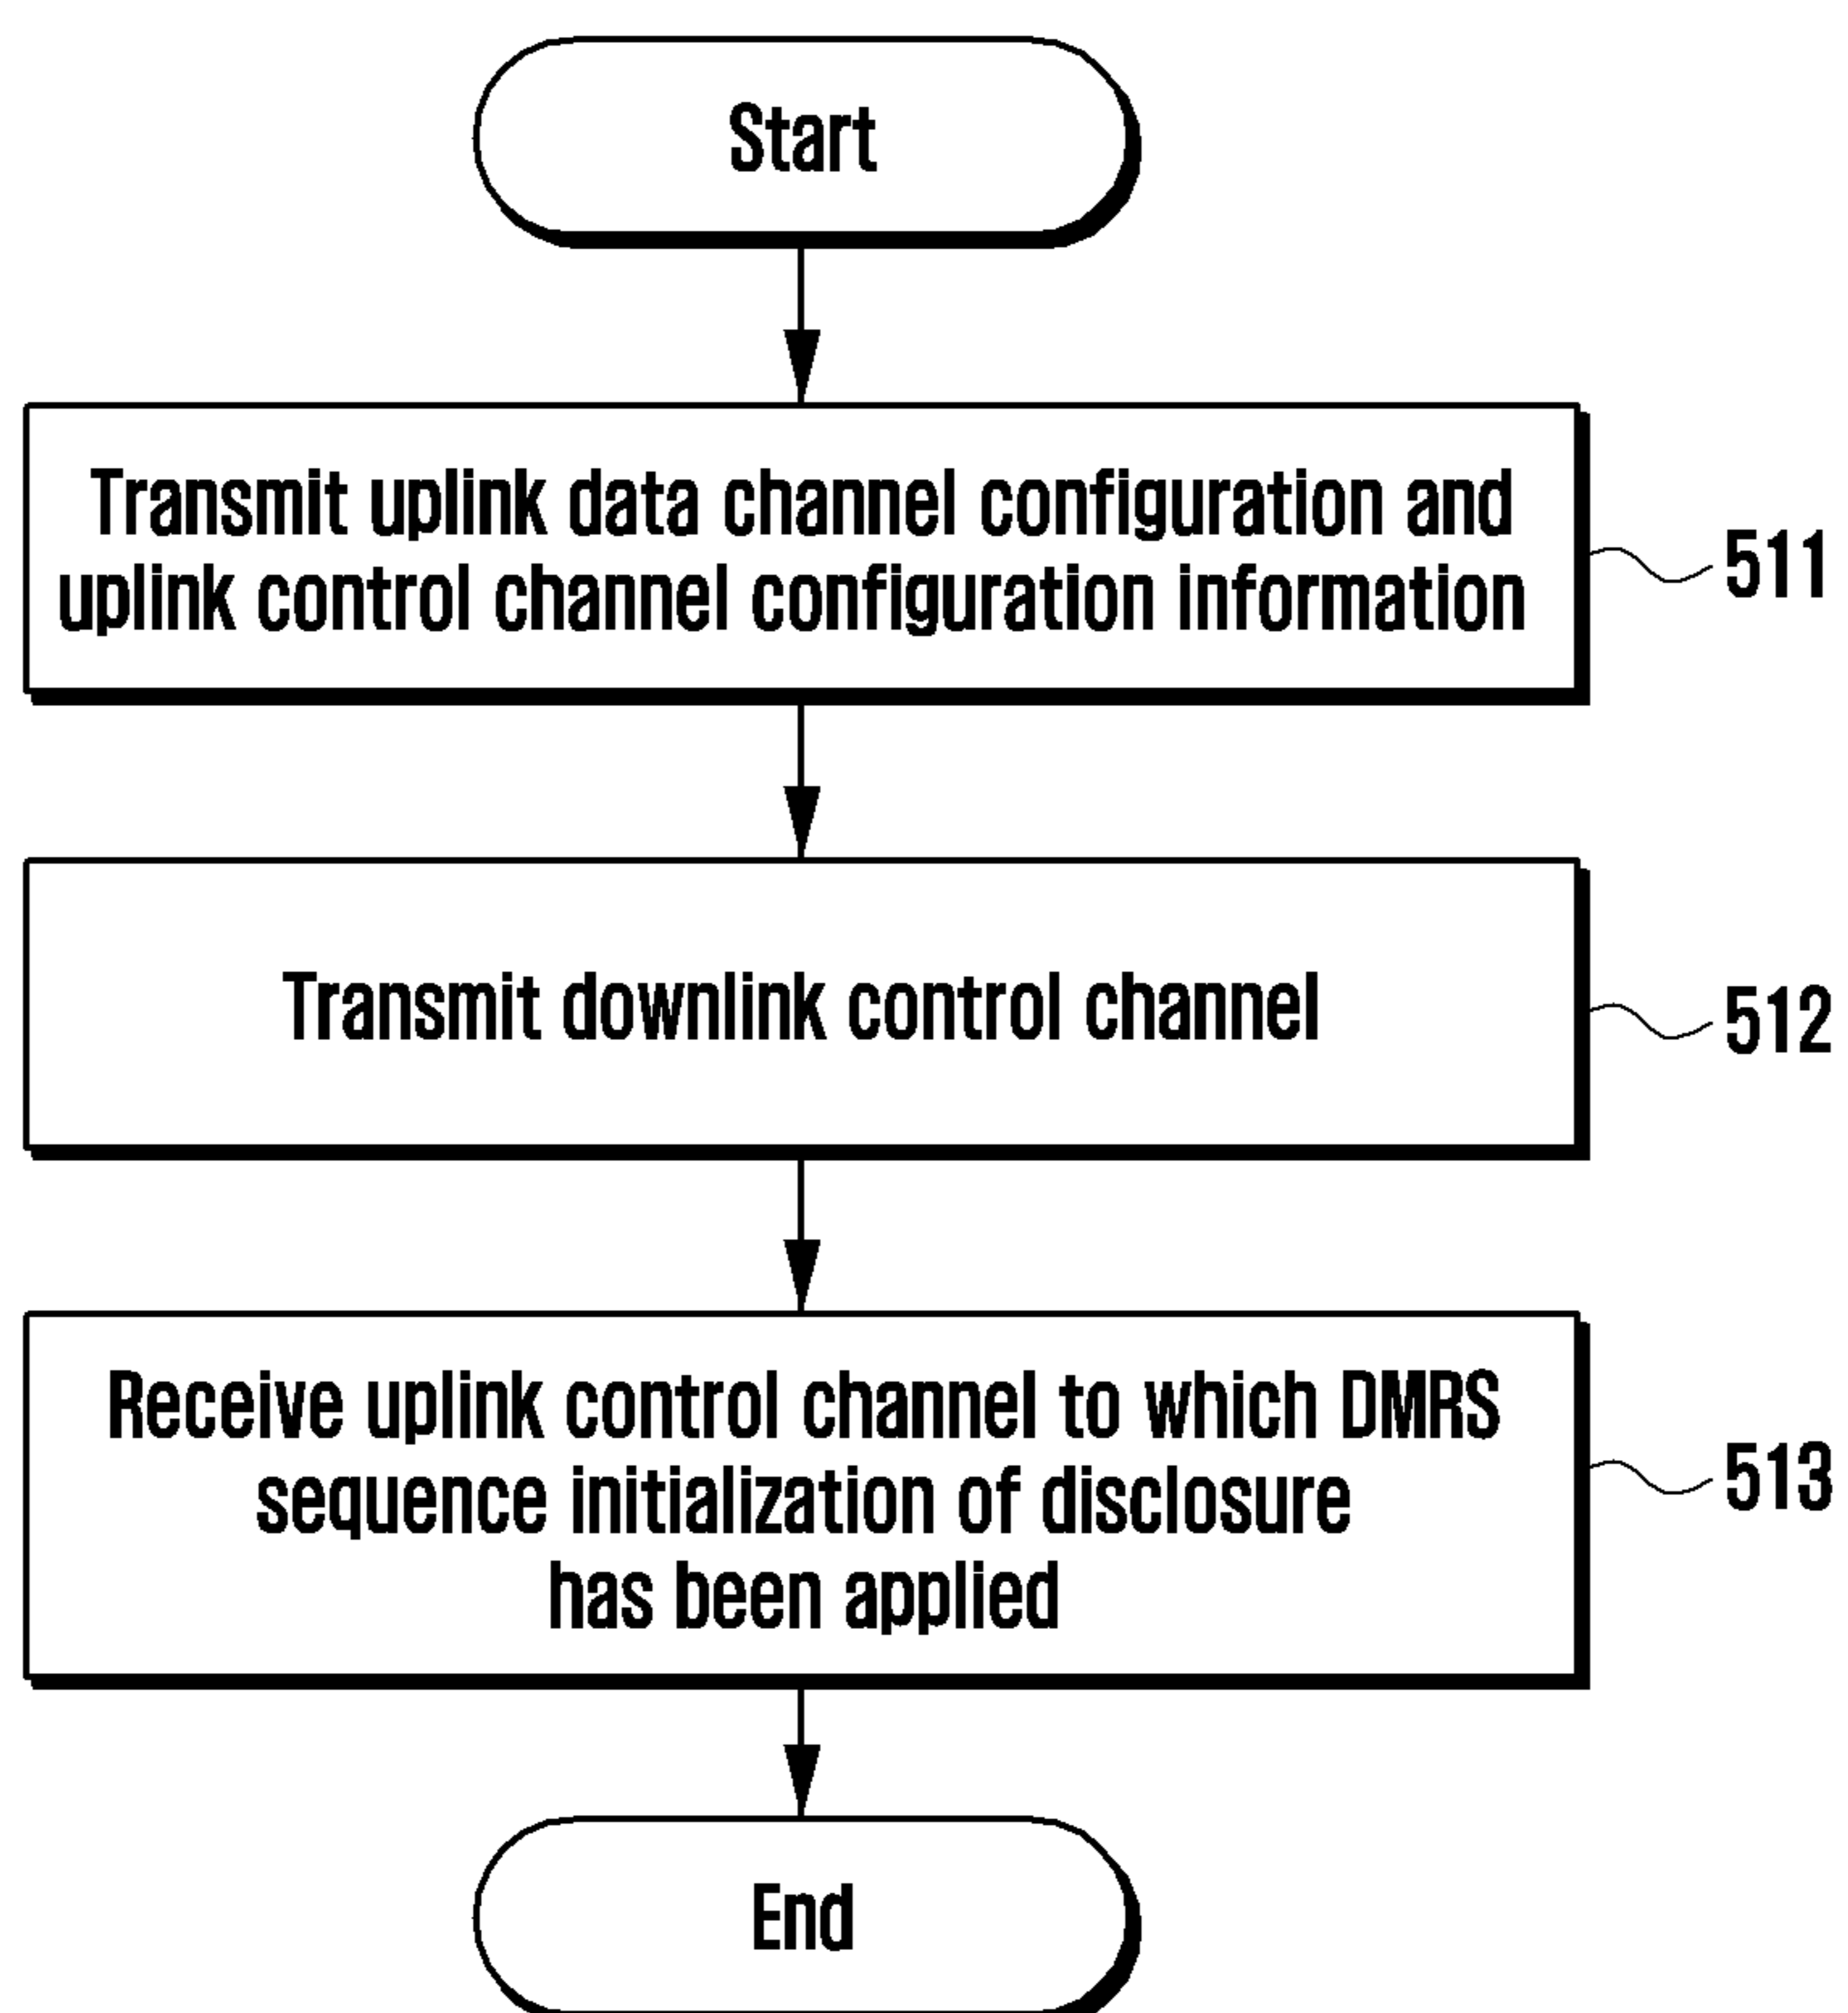 Start
Transmit uplink data channel configuration and
uplink control channel configuration information
511
Transmit downlink control channel
512
Receive uplink control channel to which DMRS
sequence initialization of disclosure
has been applied
513
End